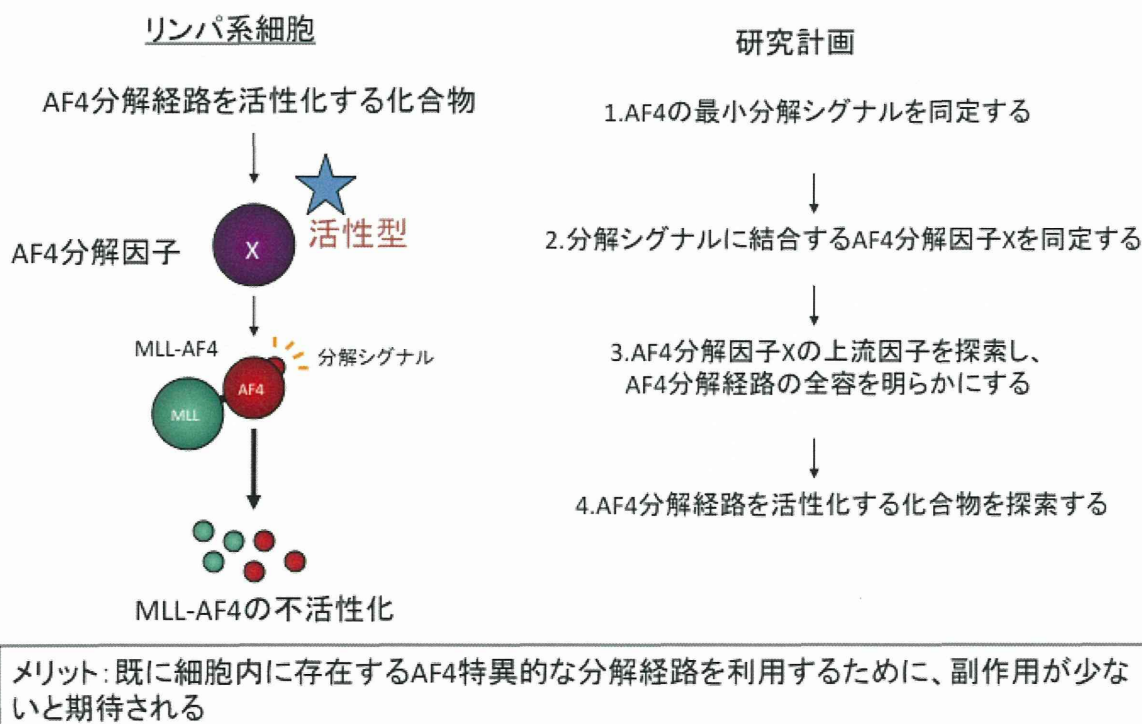 リンパ系細胞
AF4分解経路を活性化する化合物
活性型
X
AF4分解因子
MLL-AF4
分解シグナル
AF4
MLL
MLL-AF4の不活性化
研究計画
1.AF4の最小分解シグナルを同定する
2.分解シグナルに結合するAF4分解因子Xを同定する
3.AF4分解因子Xの上流因子を探索し、
AF4分解経路の全容を明らかにする
4.AF4分解経路を活性化する化合物を探索する
メリット:既に細胞内に存在するAF4特異的な分解経路を利用するために、副作用が少な
いと期待される